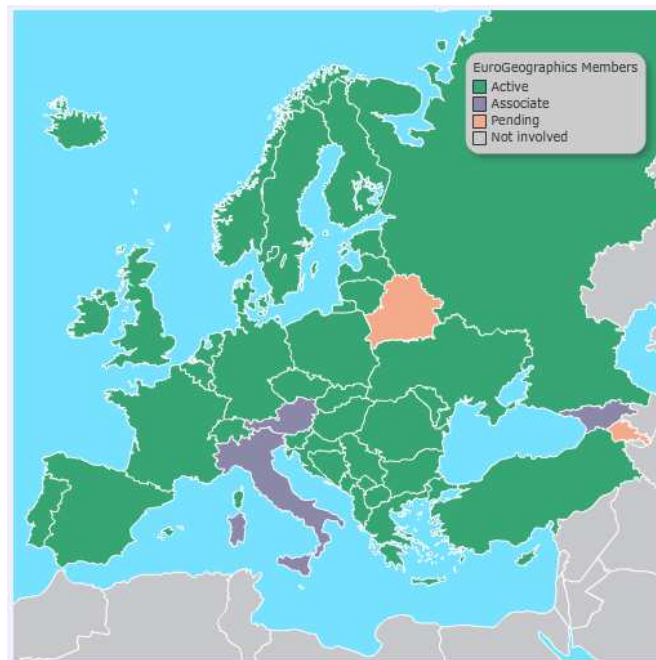 EuroGeographics Members
Active
Associate
Pending
Not involved